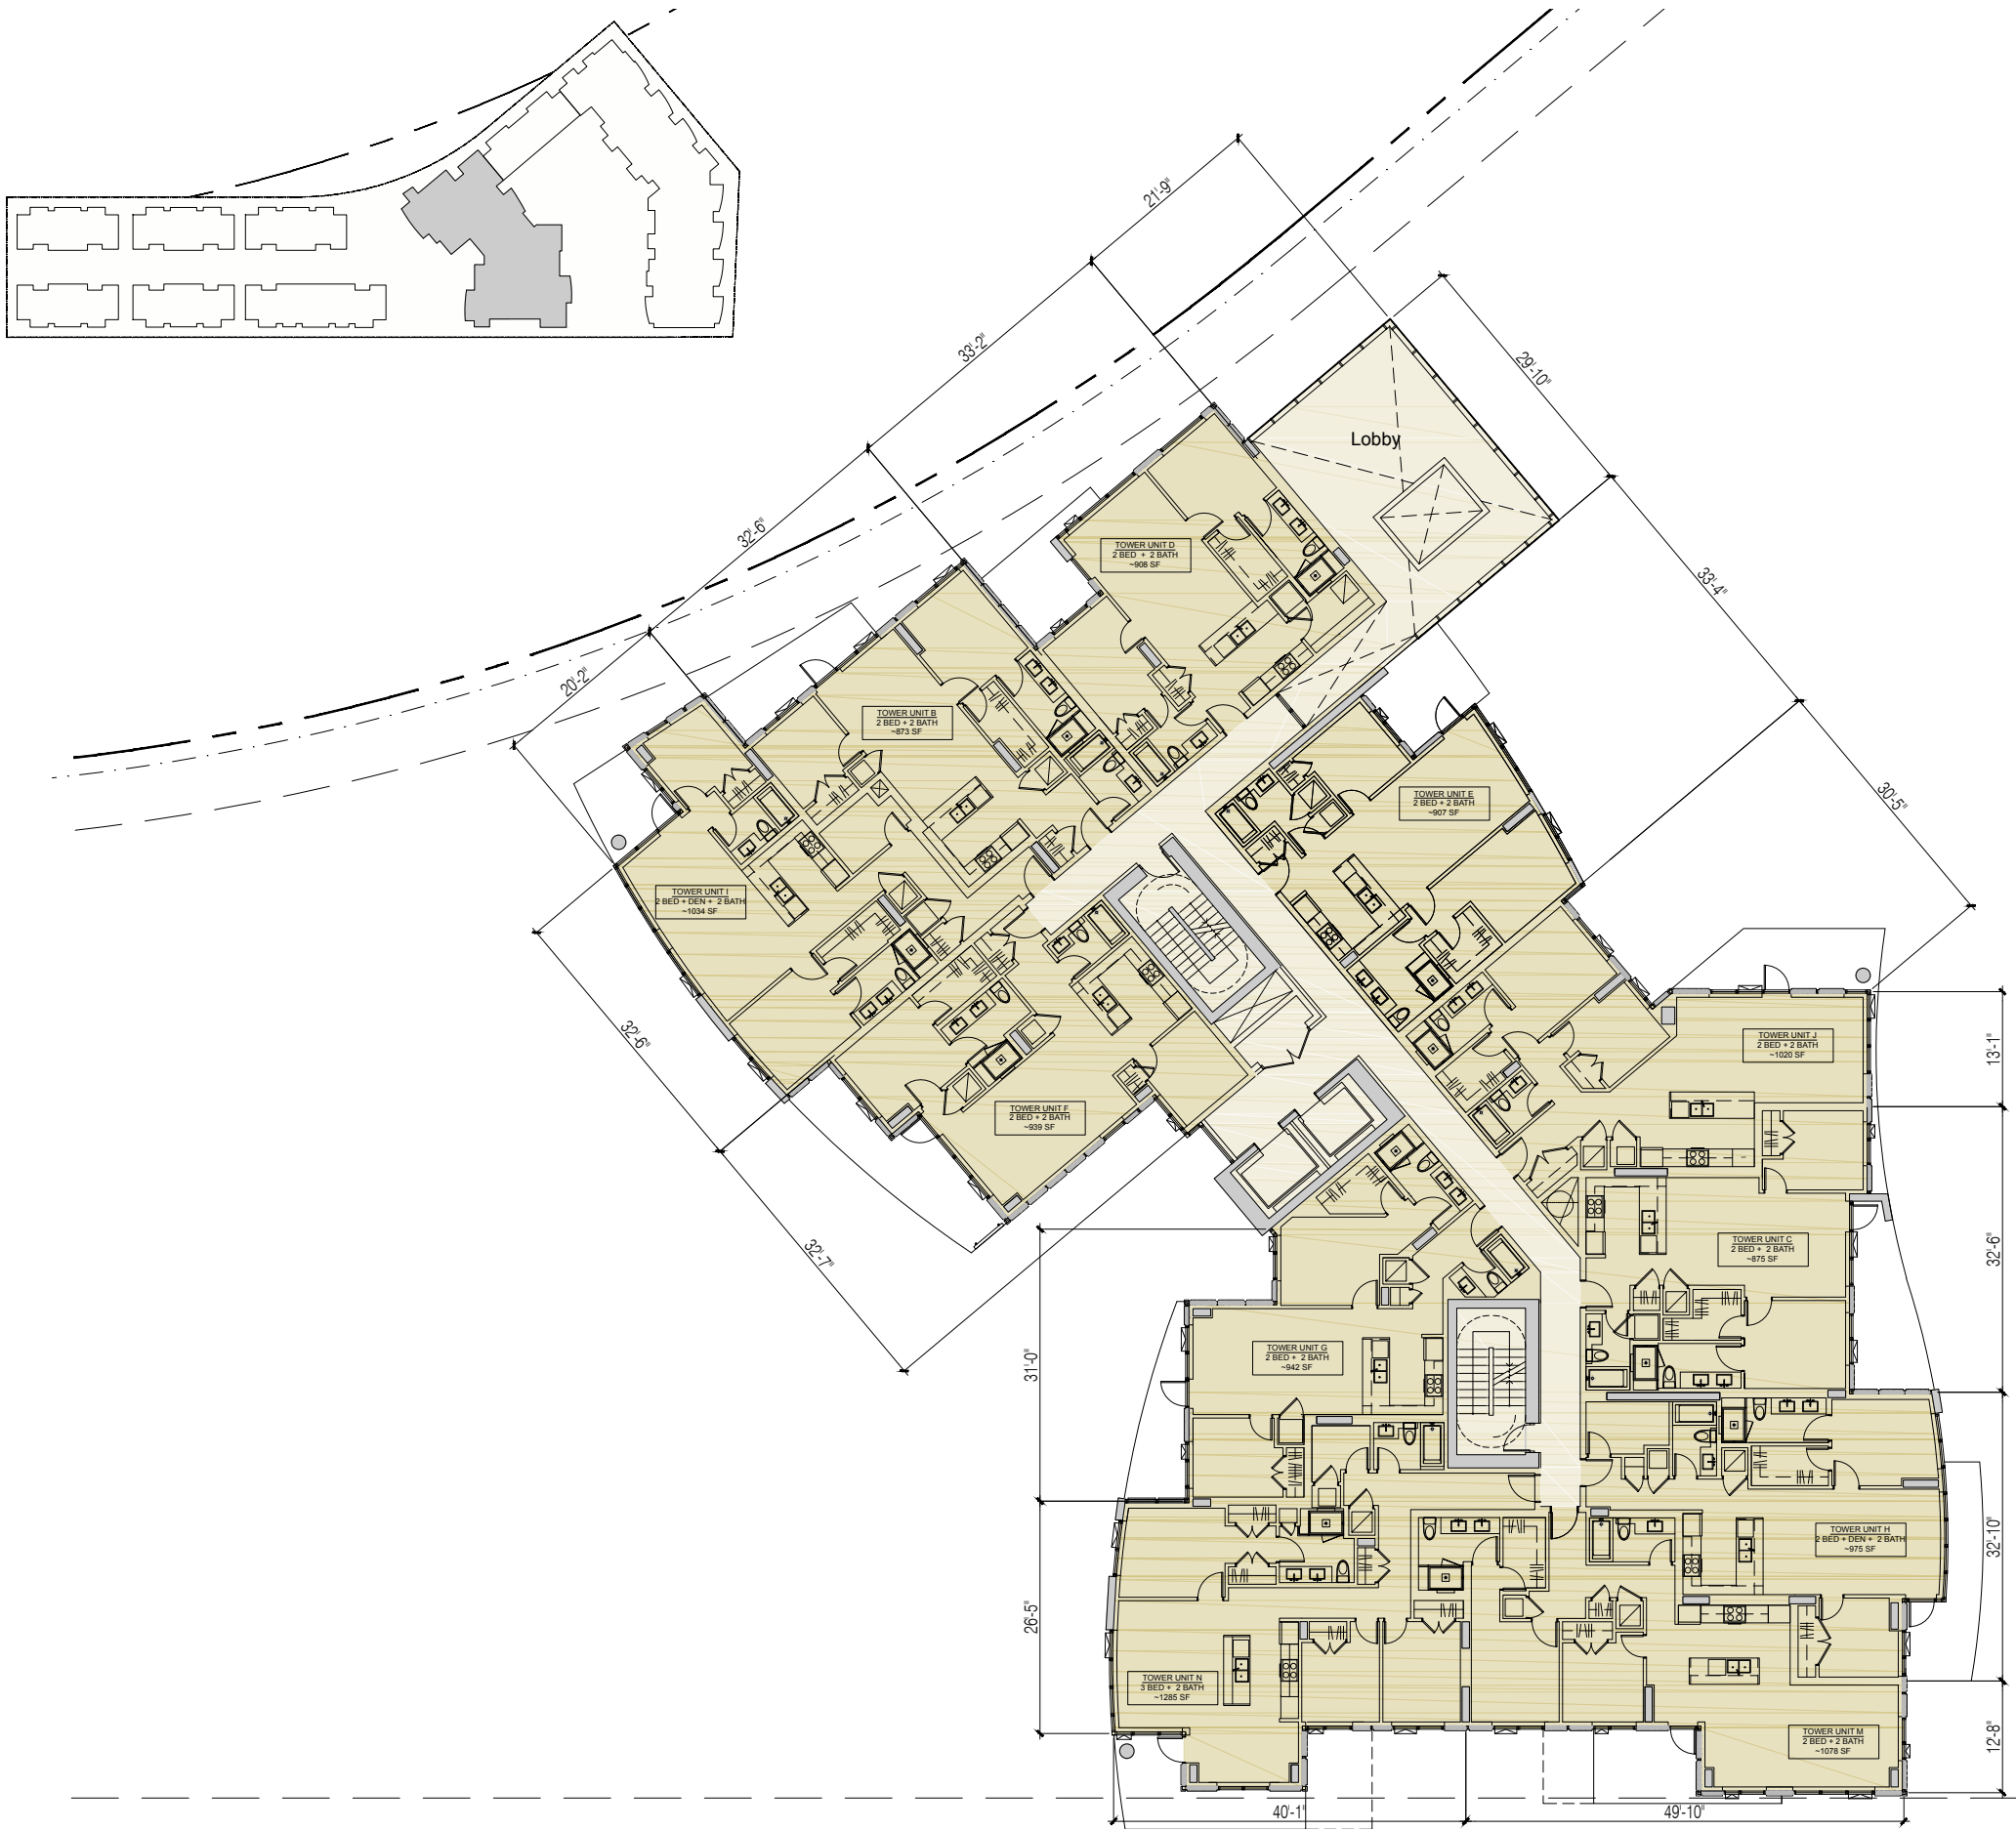 21'-9"
33'-2"
29'-10"
Lobby
32'-6"
TOWER UNIT D
2 BED + 2 BATH
~908 SF
33'-4"
20'-2"
TOWER UNIT B
2 BED + 2 BATH
~873 SF
TOWER UNIT E
2 BED + 2 BATH
~907 SF
30'-5"
TOWER UNIT I
2 BED + DEN + 2 BATH
~1034 SF
32'-6"
TOWER UNIT J
2 BED + 2 BATH
~1020 SF
13'-1"
TOWER UNIT F
2 BED + 2 BATH
~939 SF
32'-7"
TOWER UNIT C
2 BED + 2 BATH
~875 SF
32'-6"
31'-0"
TOWER UNIT G
2 BED + 2 BATH
~942 SF
TOWER UNIT H
2 BED + DEN + 2 BATH
~975 SF
32'-10"
26'-5"
TOWER UNIT N
3 BED + 2 BATH
~1285 SF
TOWER UNIT M
2 BED + 2 BATH
~1078 SF
12'-8"
40'-1"
49'-10"